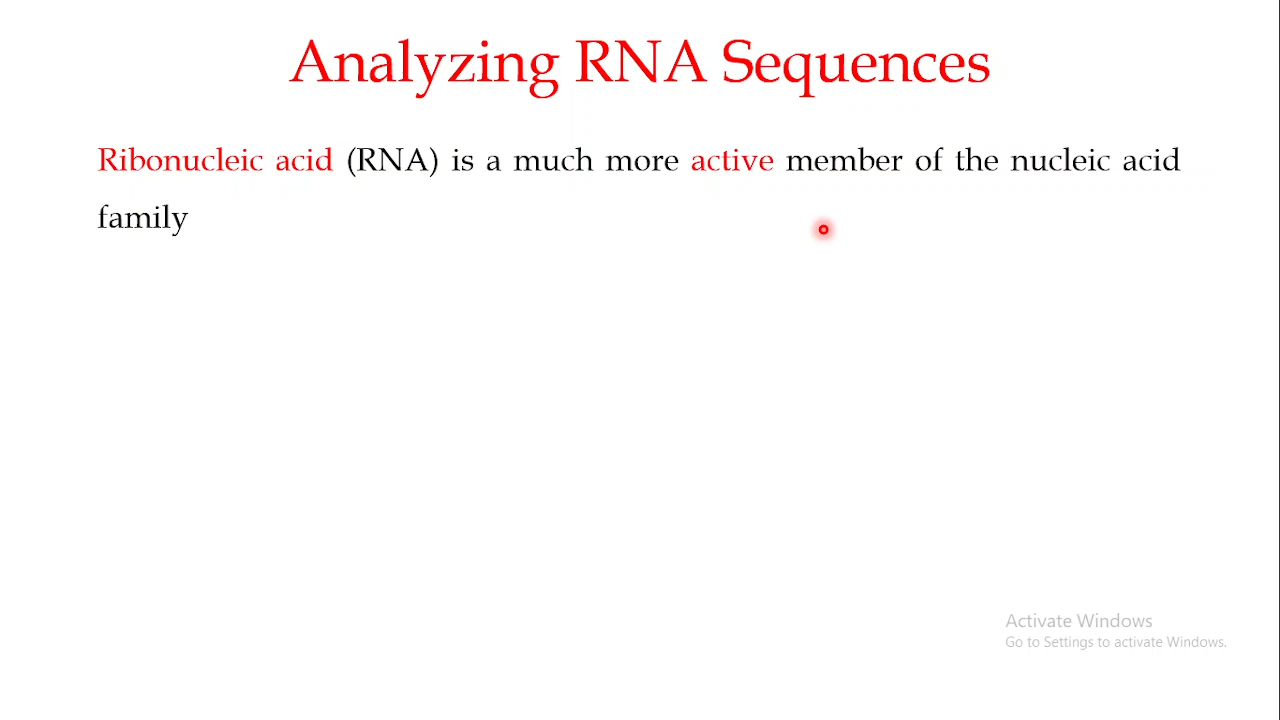 Analyzing RNA Sequences
Ribonucleic acid (RNA) is a much more active member of the nucleic acid
family
Activate Windows
Go to Settings to activate Windows.